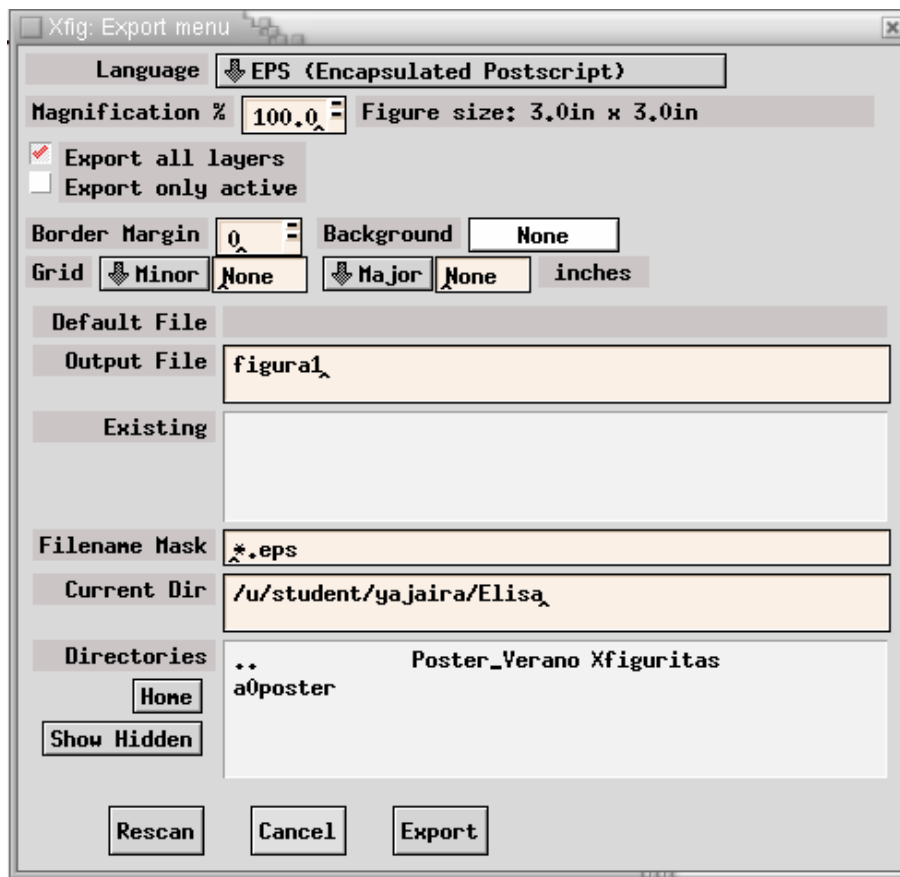 Xfig: Export menu
Language EPS (Encapsulated Postscript)
Magnification % 100.0 Figure size: 3.0in x 3.0in
Export all layers
Export only active
Border Margin 0 Background None
Grid Minor None Major None inches
Default File
Output File figura1
Existing
Filename Mask *.eps
Current Dir /u/student/yajaira/Elisa
Directories .. Poster_Verano Xfiguritas
a0poster
Home
Show Hidden
Rescan Cancel Export